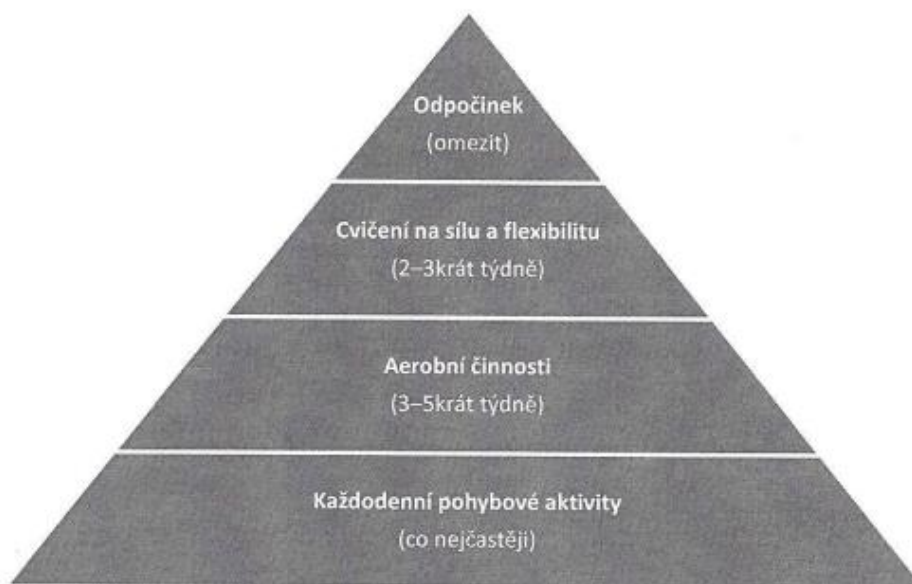 Odpočinek
(omezit)
Cvičení na sílu a flexibilitu
(2–3krát týdně)
Aerobní činnosti
(3–5krát týdně)
Každodenní pohybové aktivity
(co nejčastěji)